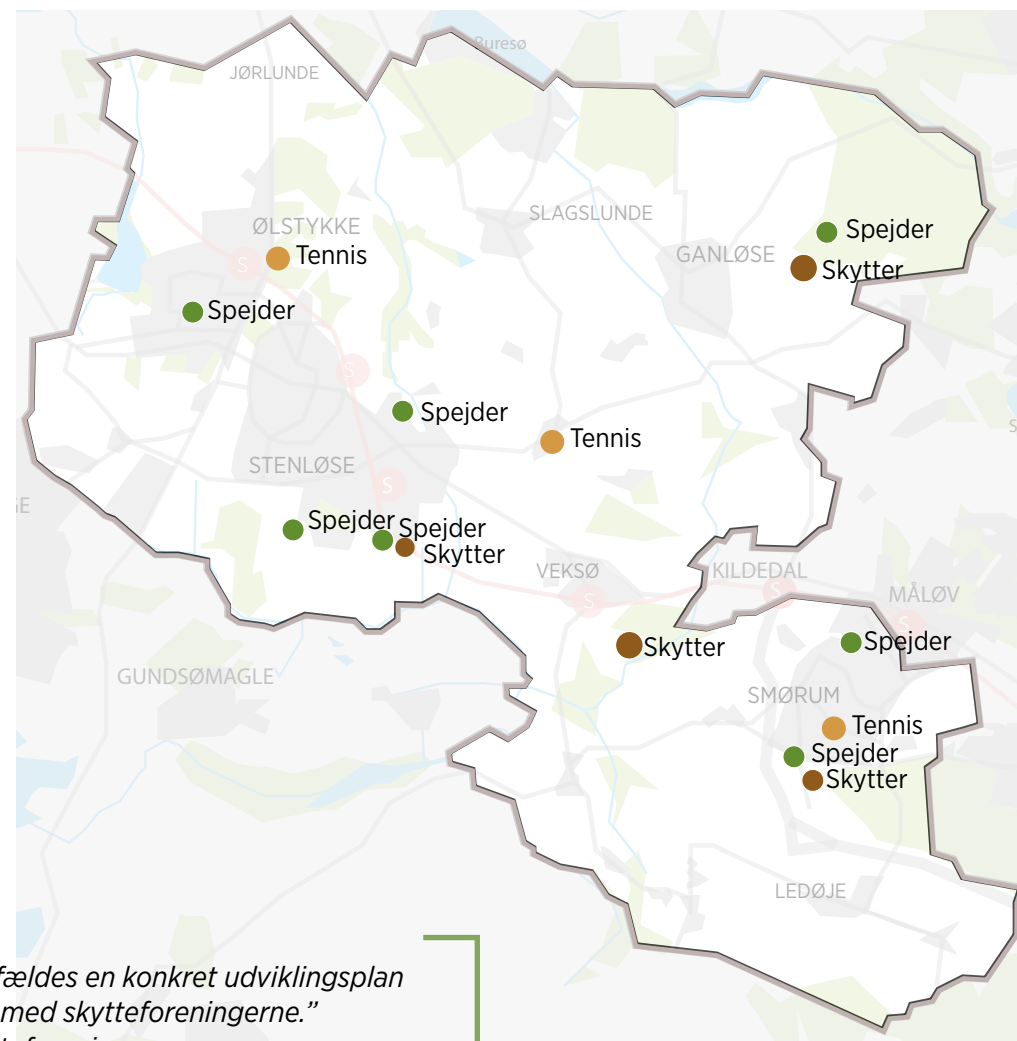 Buresø
JØRLUNDE
SLAGSLUNDE
ØLSTYKKE
Spejder
GANLØSE
Tennis
S
Skytter
Spejder
S
Spejder
S
Tennis
STENLØSE
S
GE
Spejder
Spejder
Skytter
VEKSØ
KILDEDAL
S
MÅLØV
S
S
Skytter
Spejder
GUNDSØMAGLE
SMØRUM
Tennis
Spejder
Skytter
LEDØJE
fældes en konkret udviklingsplan
med skytteforeningerne.”